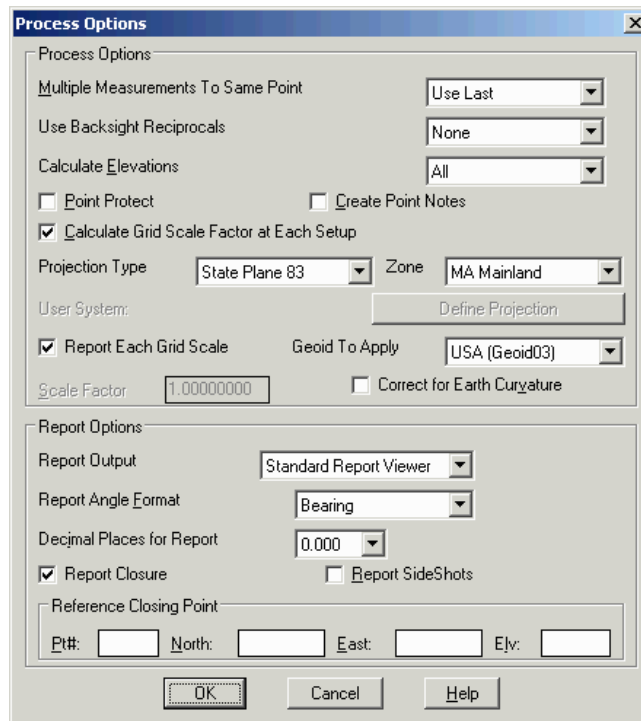 Process Options
Process Options
Multiple Measurements To Same Point Use Last
Use Backsight Reciprocals None
Calculate Elevations All
Point Protect Create Point Notes
Calculate Grid Scale Factor at Each Setup
Projection Type State Plane 83 Zone MA Mainland
User System: Define Projection
Report Each Grid Scale Geoid To Apply USA (Geoid03)
Scale Factor 1.00000000 Correct for Earth Curvature
Report Options
Report Output Standard Report Viewer
Report Angle Format Bearing
Decimal Places for Report 0.000
Report Closure Report SideShots
Reference Closing Point
Pt#: North: East: Elv:
OK Cancel Help